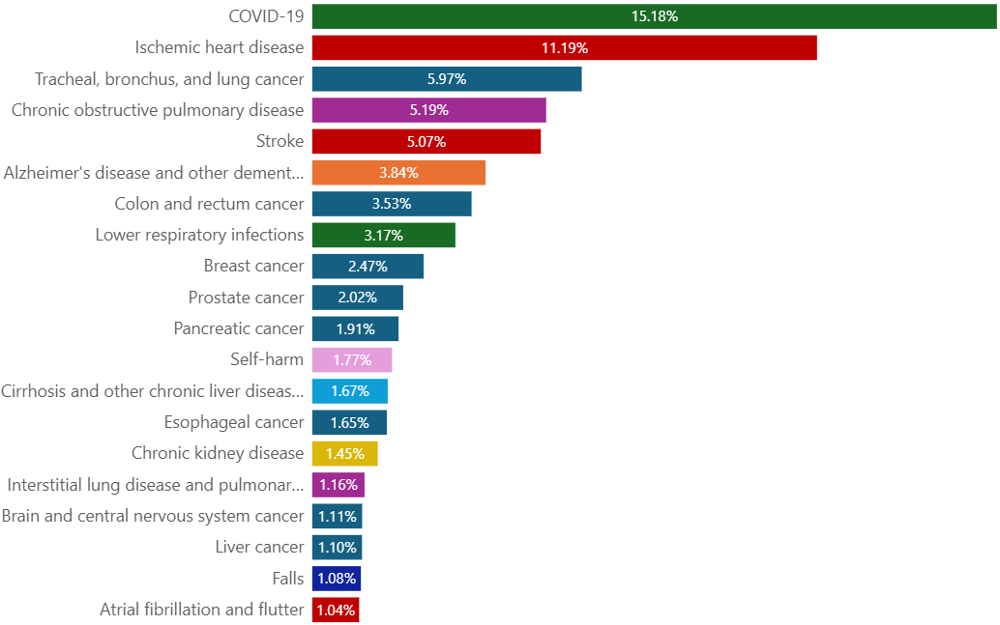 COVID-19 15.18%
Ischemic heart disease 11.19%
Tracheal, bronchus, and lung cancer 5.97%
Chronic obstructive pulmonary disease 5.19%
Stroke 5.07%
Alzheimer's disease and other dement... 3.84%
Colon and rectum cancer 3.53%
Lower respiratory infections 3.17%
Breast cancer 2.47%
Prostate cancer 2.02%
Pancreatic cancer 1.91%
Self-harm 1.77%
Cirrhosis and other chronic liver diseas... 1.67%
Esophageal cancer 1.65%
Chronic kidney disease 1.45%
Interstitial lung disease and pulmonar... 1.16%
Brain and central nervous system cancer 1.11%
Liver cancer 1.10%
Falls 1.08%
Atrial fibrillation and flutter 1.04%